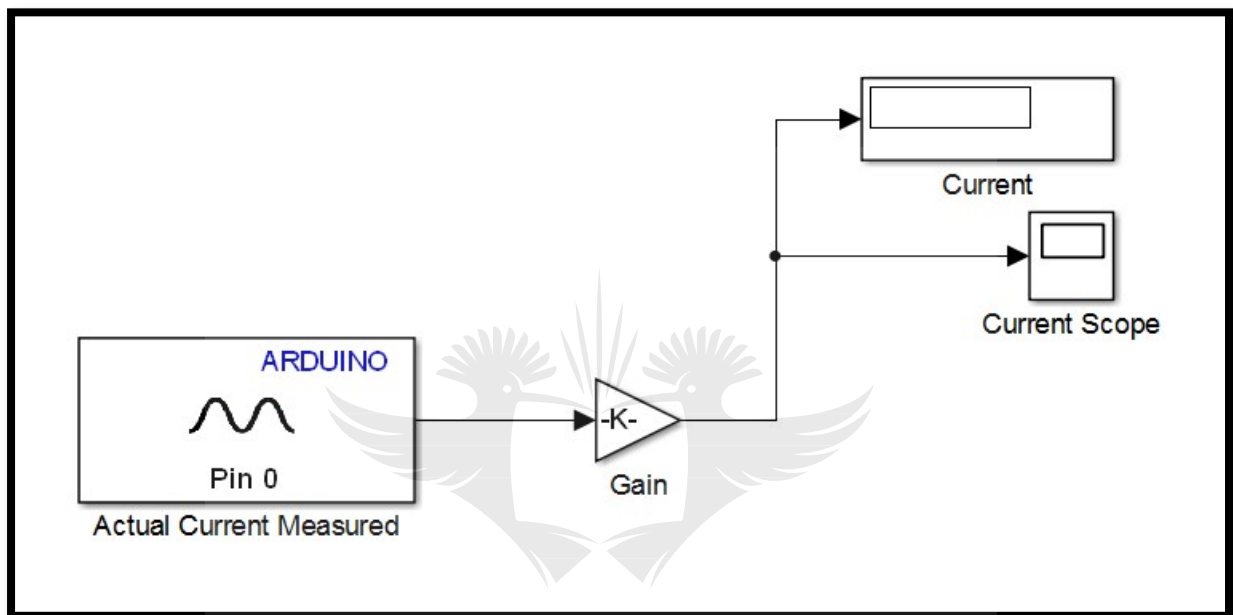 Current
Current Scope
ARDUINO
Pin 0
Actual Current Measured
-K-
Gain